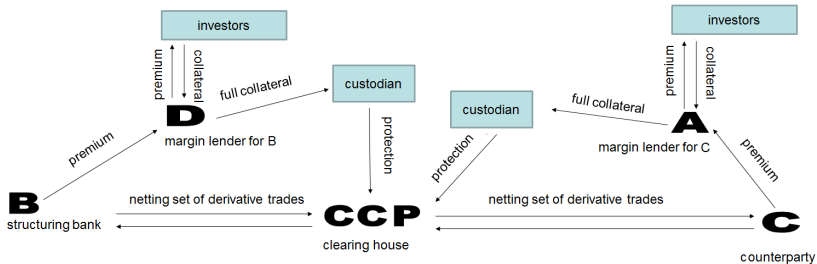 investors
investors
premium
collateral
full collateral
custodian
D
margin lender for B
premium
protection
premium
collateral
full collateral
custodian
A
margin lender for C
protection
premium
B
structuring bank
netting set of derivative trades
CCP
clearing house
netting set of derivative trades
C
counterparty